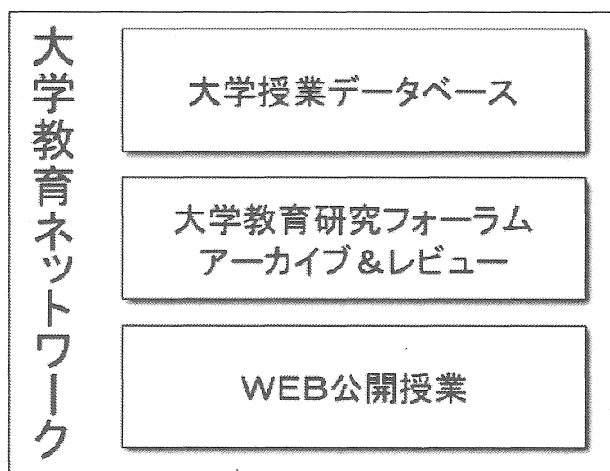 大学教育ネットワーク
大学授業データベース
大学教育研究フォーラム
アーカイブ＆レビュー
WEB公開授業